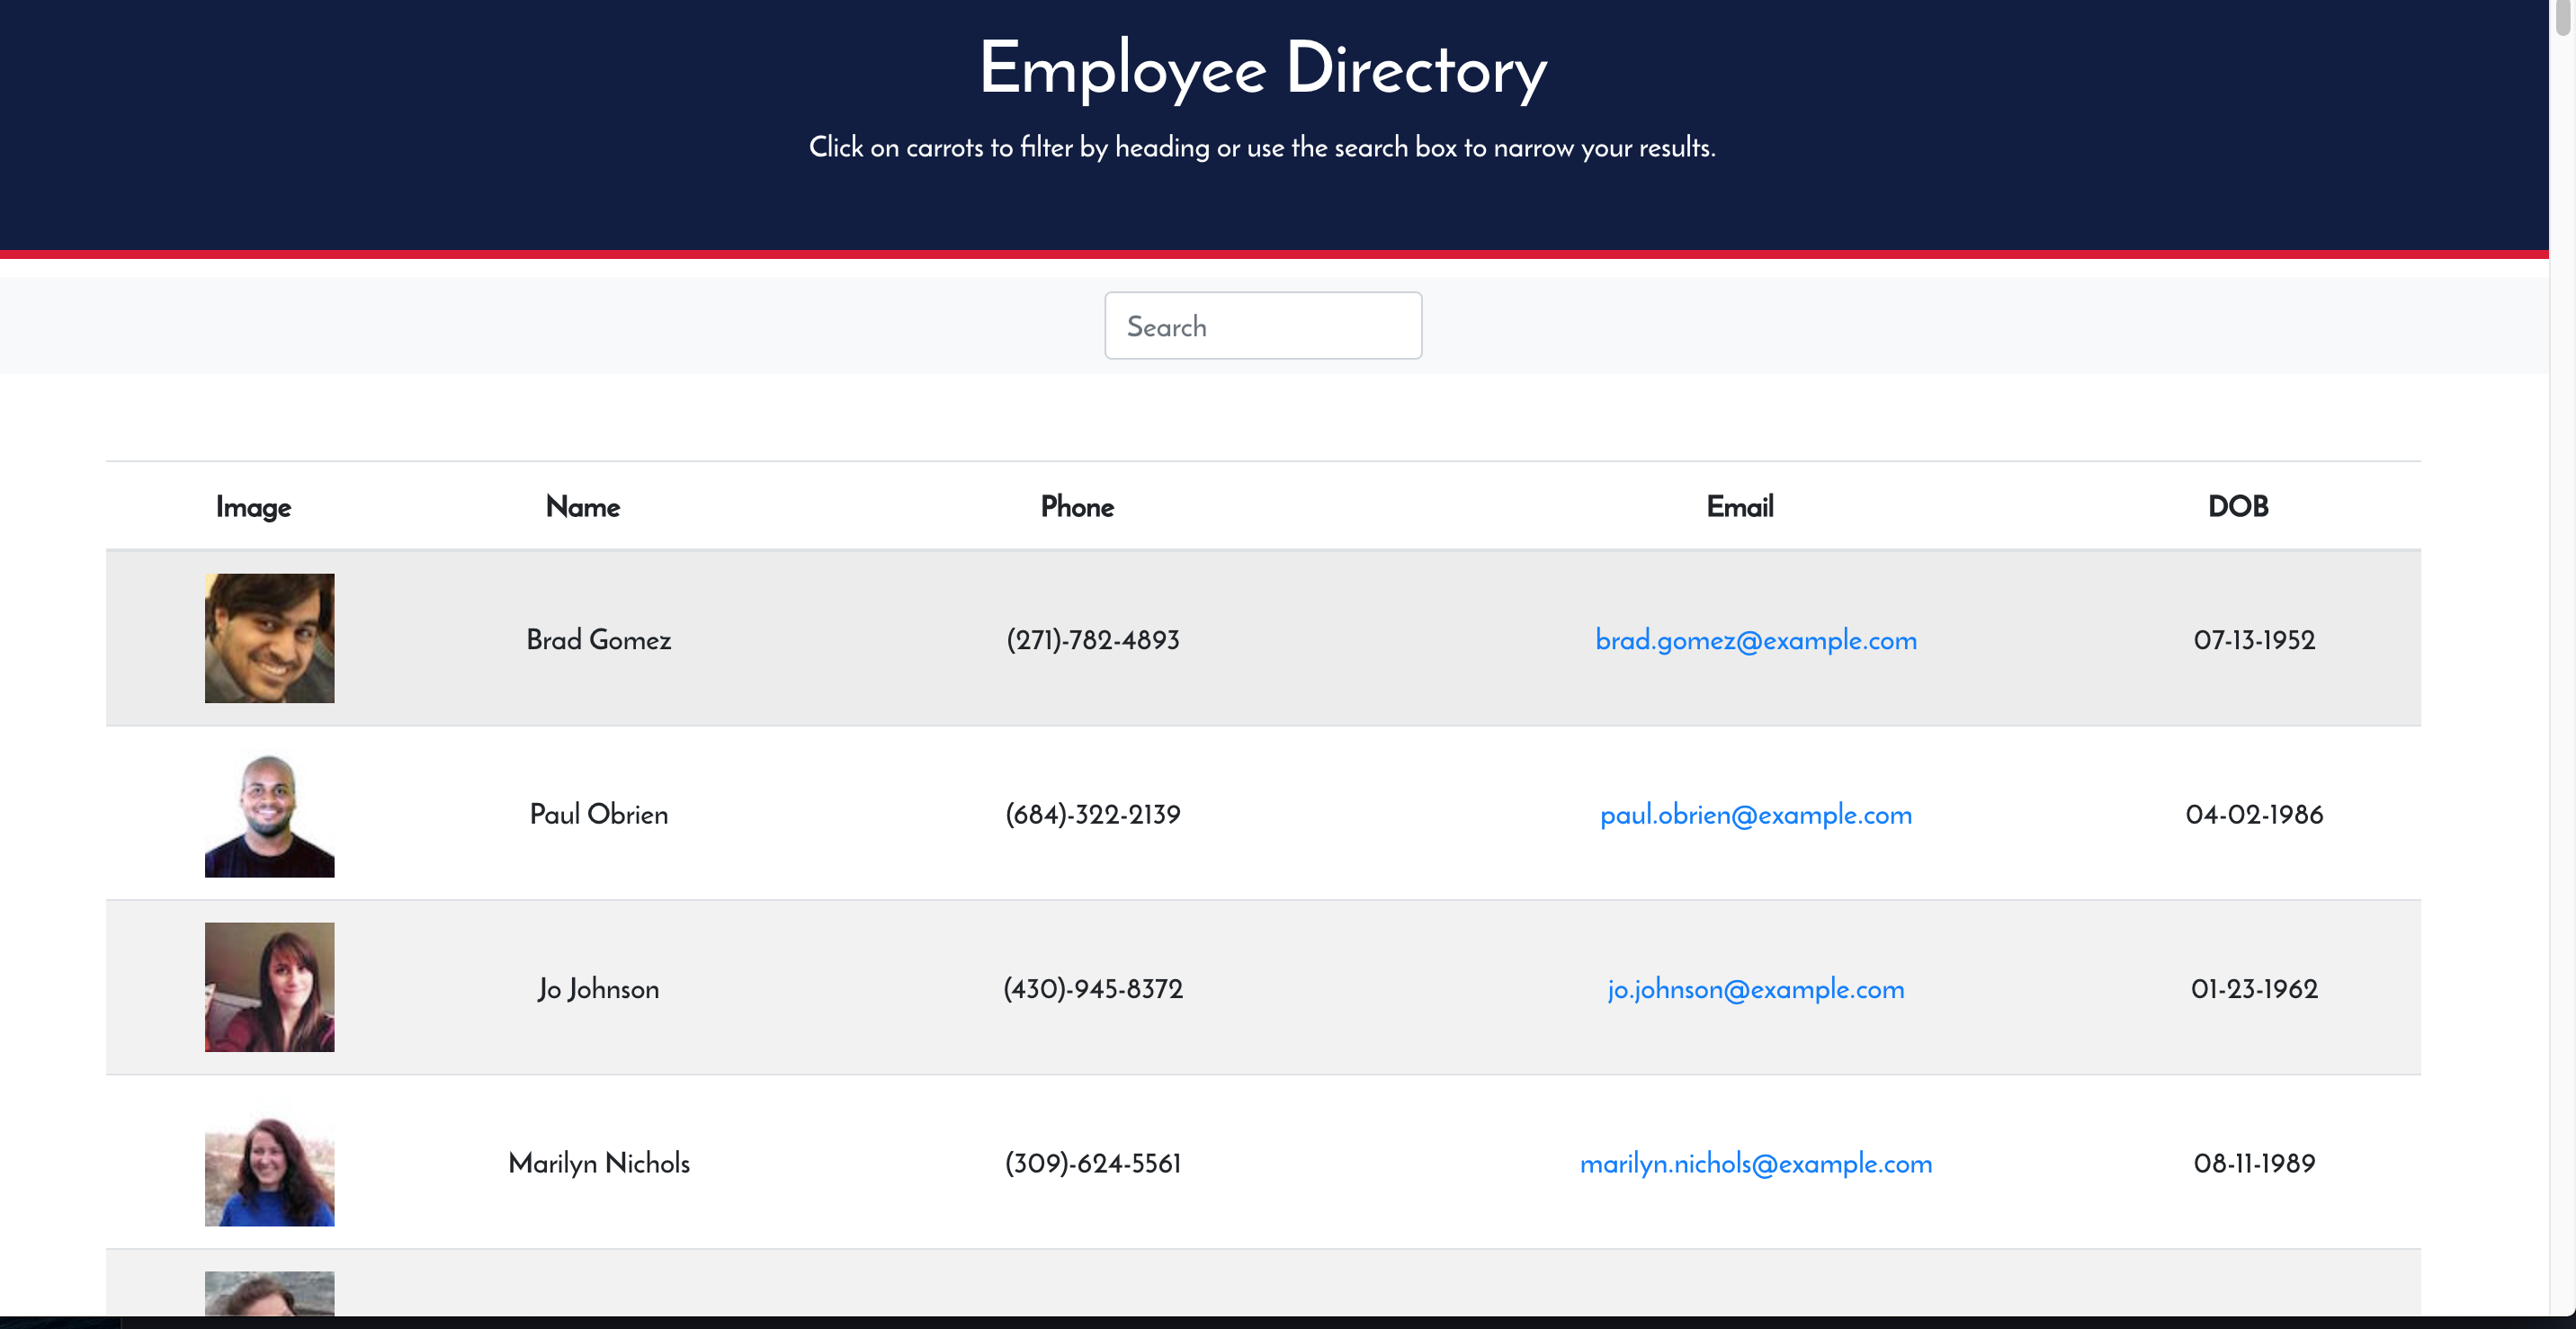 Employee Directory
Click on carrots to filter by heading or use the search box to narrow your results.
Search
Image Name Phone Email DOB
Brad Gomez (271)-782-4893 brad.gomez@example.com 07-13-1952
Paul Obrien (684)-322-2139 paul.obrien@example.com 04-02-1986
Jo Johnson (430)-945-8372 jo.johnson@example.com 01-23-1962
Marilyn Nichols (309)-624-5561 marilyn.nichols@example.com 08-11-1989